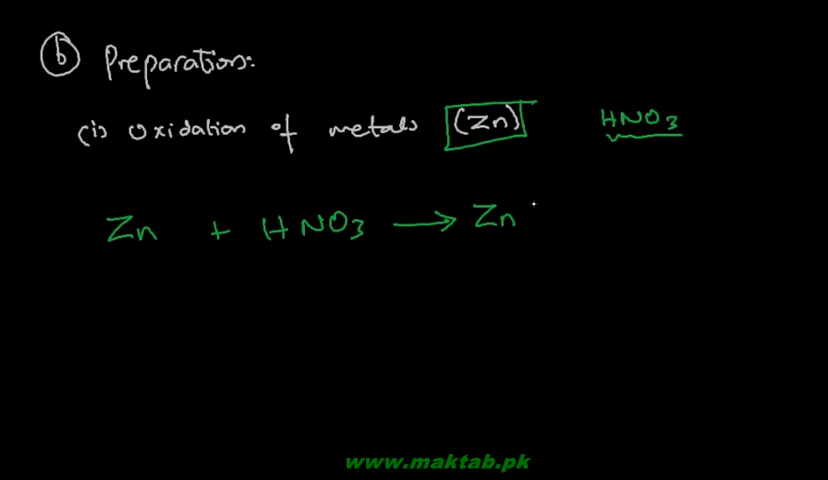 (b) Preparation:
(i) Oxidation of metals (Zn) HNO3
Zn + HNO3 → Zn
www.maktab.pk